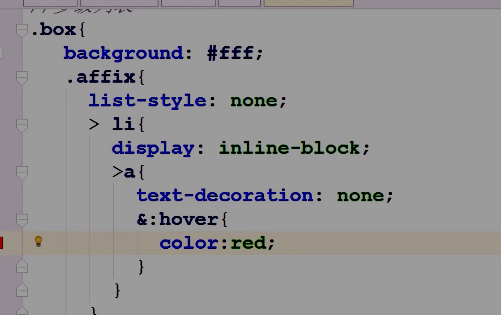 .box{
background: #fff;
.affix{
list-style: none;
> li{
display: inline-block;
>a{
text-decoration: none;
&:hover{
color:red;
}
}
}